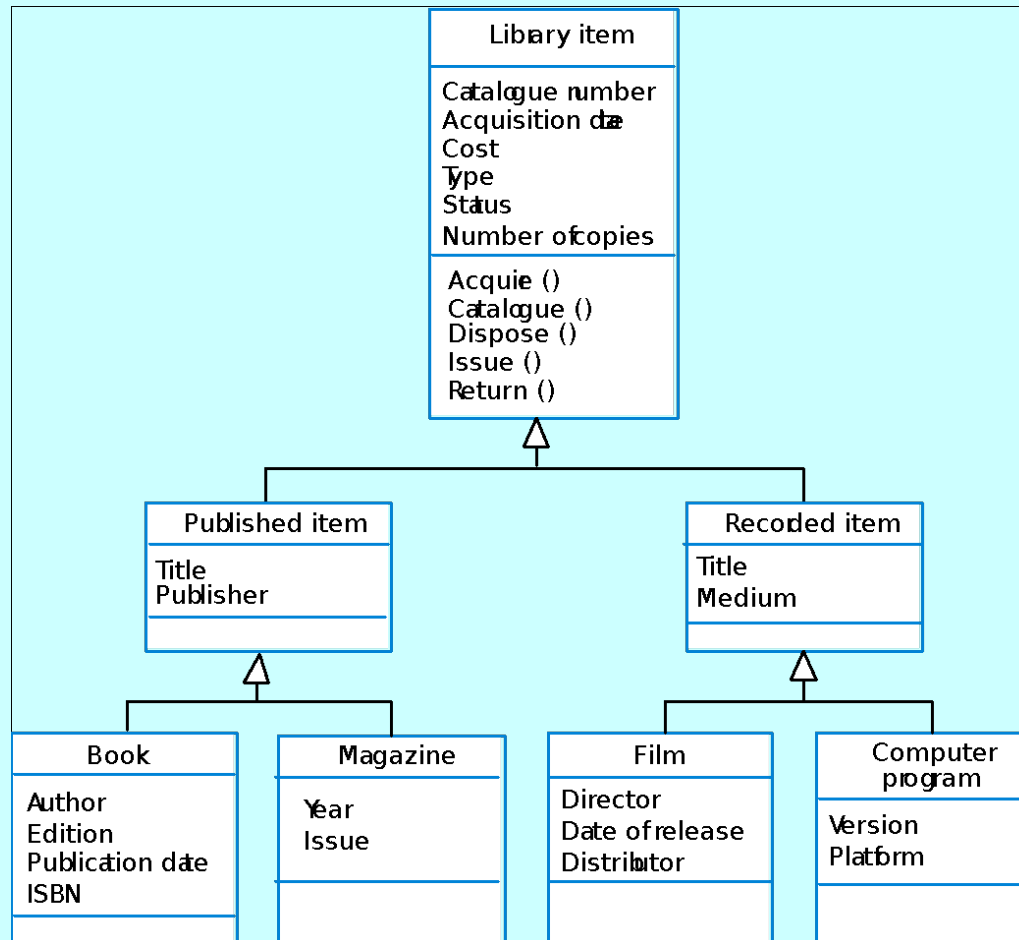 Library item
Catalogue number
Acquisition date
Cost
Type
Status
Number of copies
Acquire ()
Catalogue ()
Dispose ()
Issue ()
Return ()
Published item
Title
Publisher
Recorded item
Title
Medium
Book
Author
Edition
Publication date
ISBN
Magazine
Year
Issue
Film
Director
Date of release
Distributor
Computer
program
Version
Platform